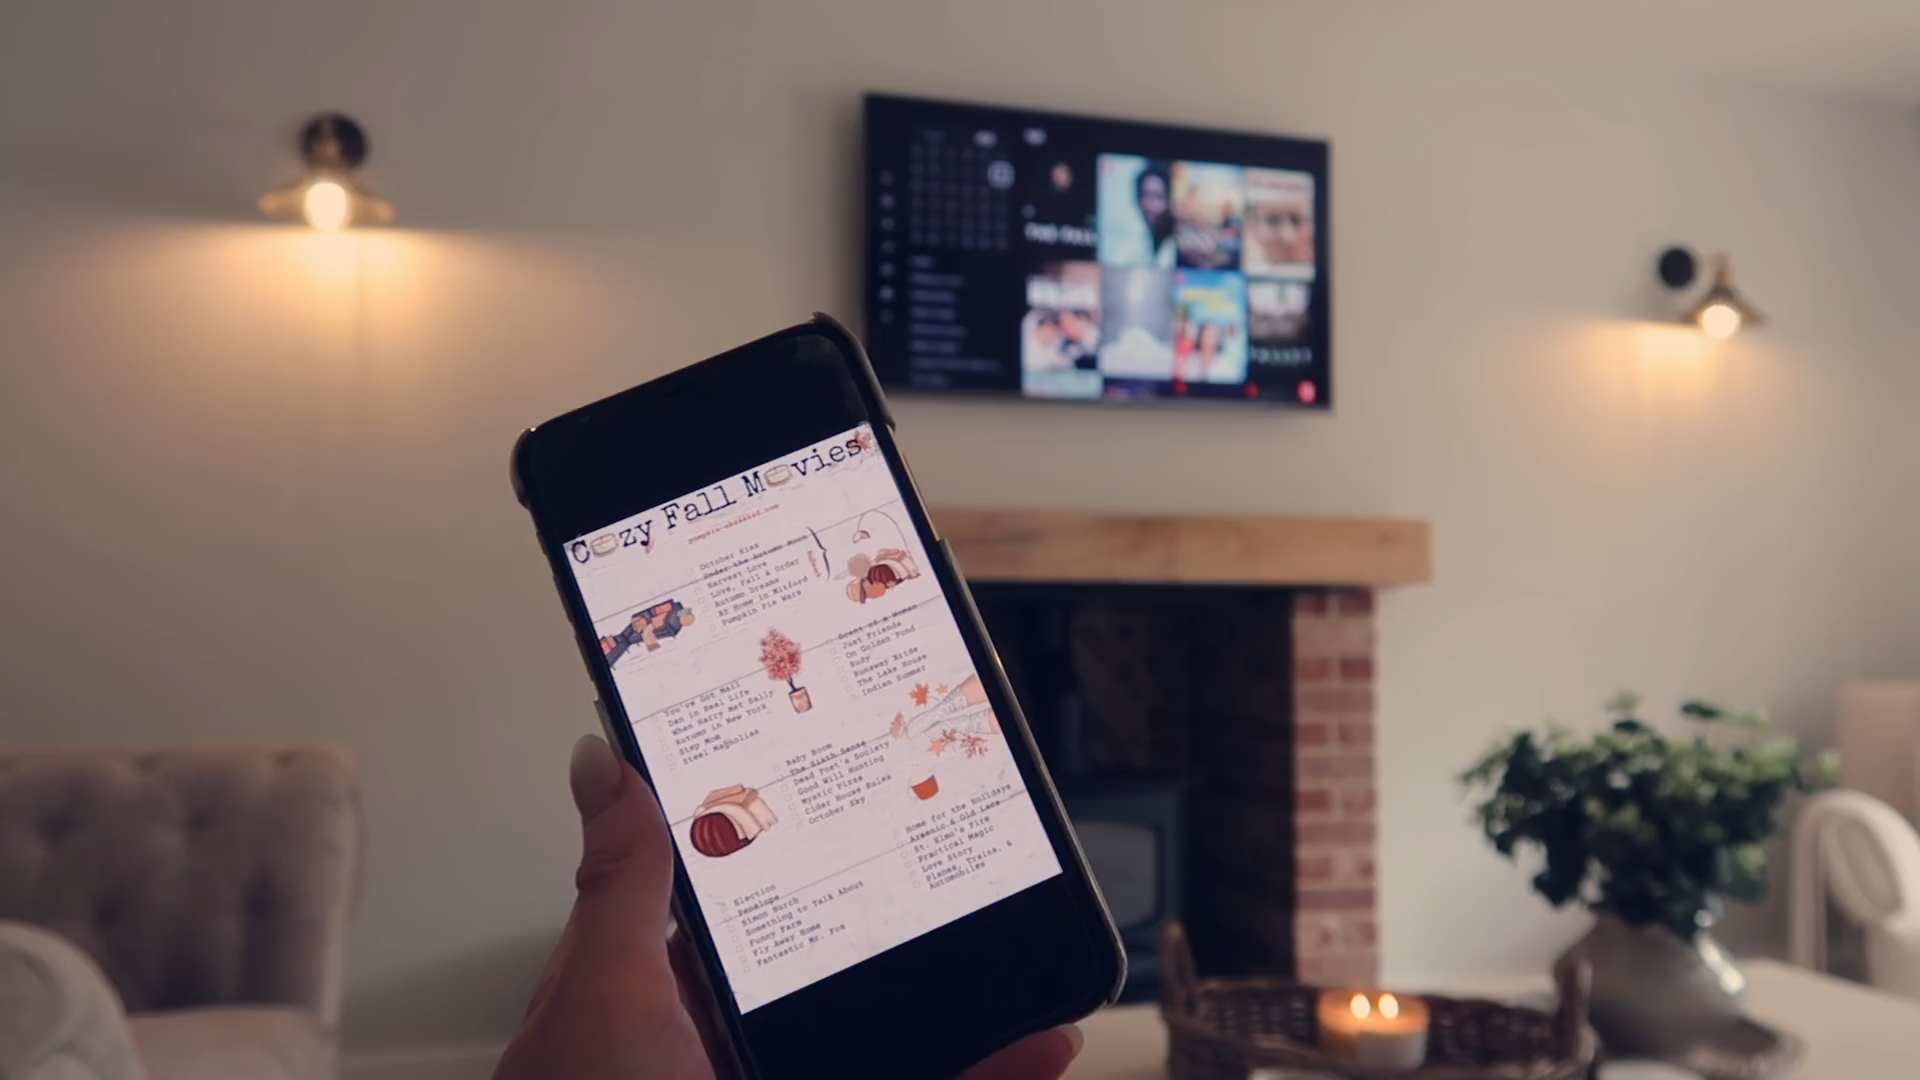 Cozy Fall Movies
pumpkin-obsessed.com
October Kiss
Under the Autumn Moon
Harvest Love
Love, Fall & Order
Autumn Dreams
At Home in Mitford
Pumpkin Pie Wars
Scent of a Woman
Just Friends
On Golden Pond
Rudy
Runaway Bride
The Lake House
Indian Summer
You've Got Mail
Dan in Real Life
When Harry Met Sally
Autumn in New York
Step Mom
Steel Magnolias
Baby Boom
The Sixth Sense
Dead Poet's Society
Good Will Hunting
Mystic Pizza
Cider House Rules
October Sky
Home for the Holidays
Arsenic & Old Lace
St. Elmo's Fire
Practical Magic
Love Story
Planes, Trains, &
Automobiles
Election
Penelope
Simon Burch
Something to Talk About
Funny Farm
Fly Away Home
Fantastic Mr. Fox